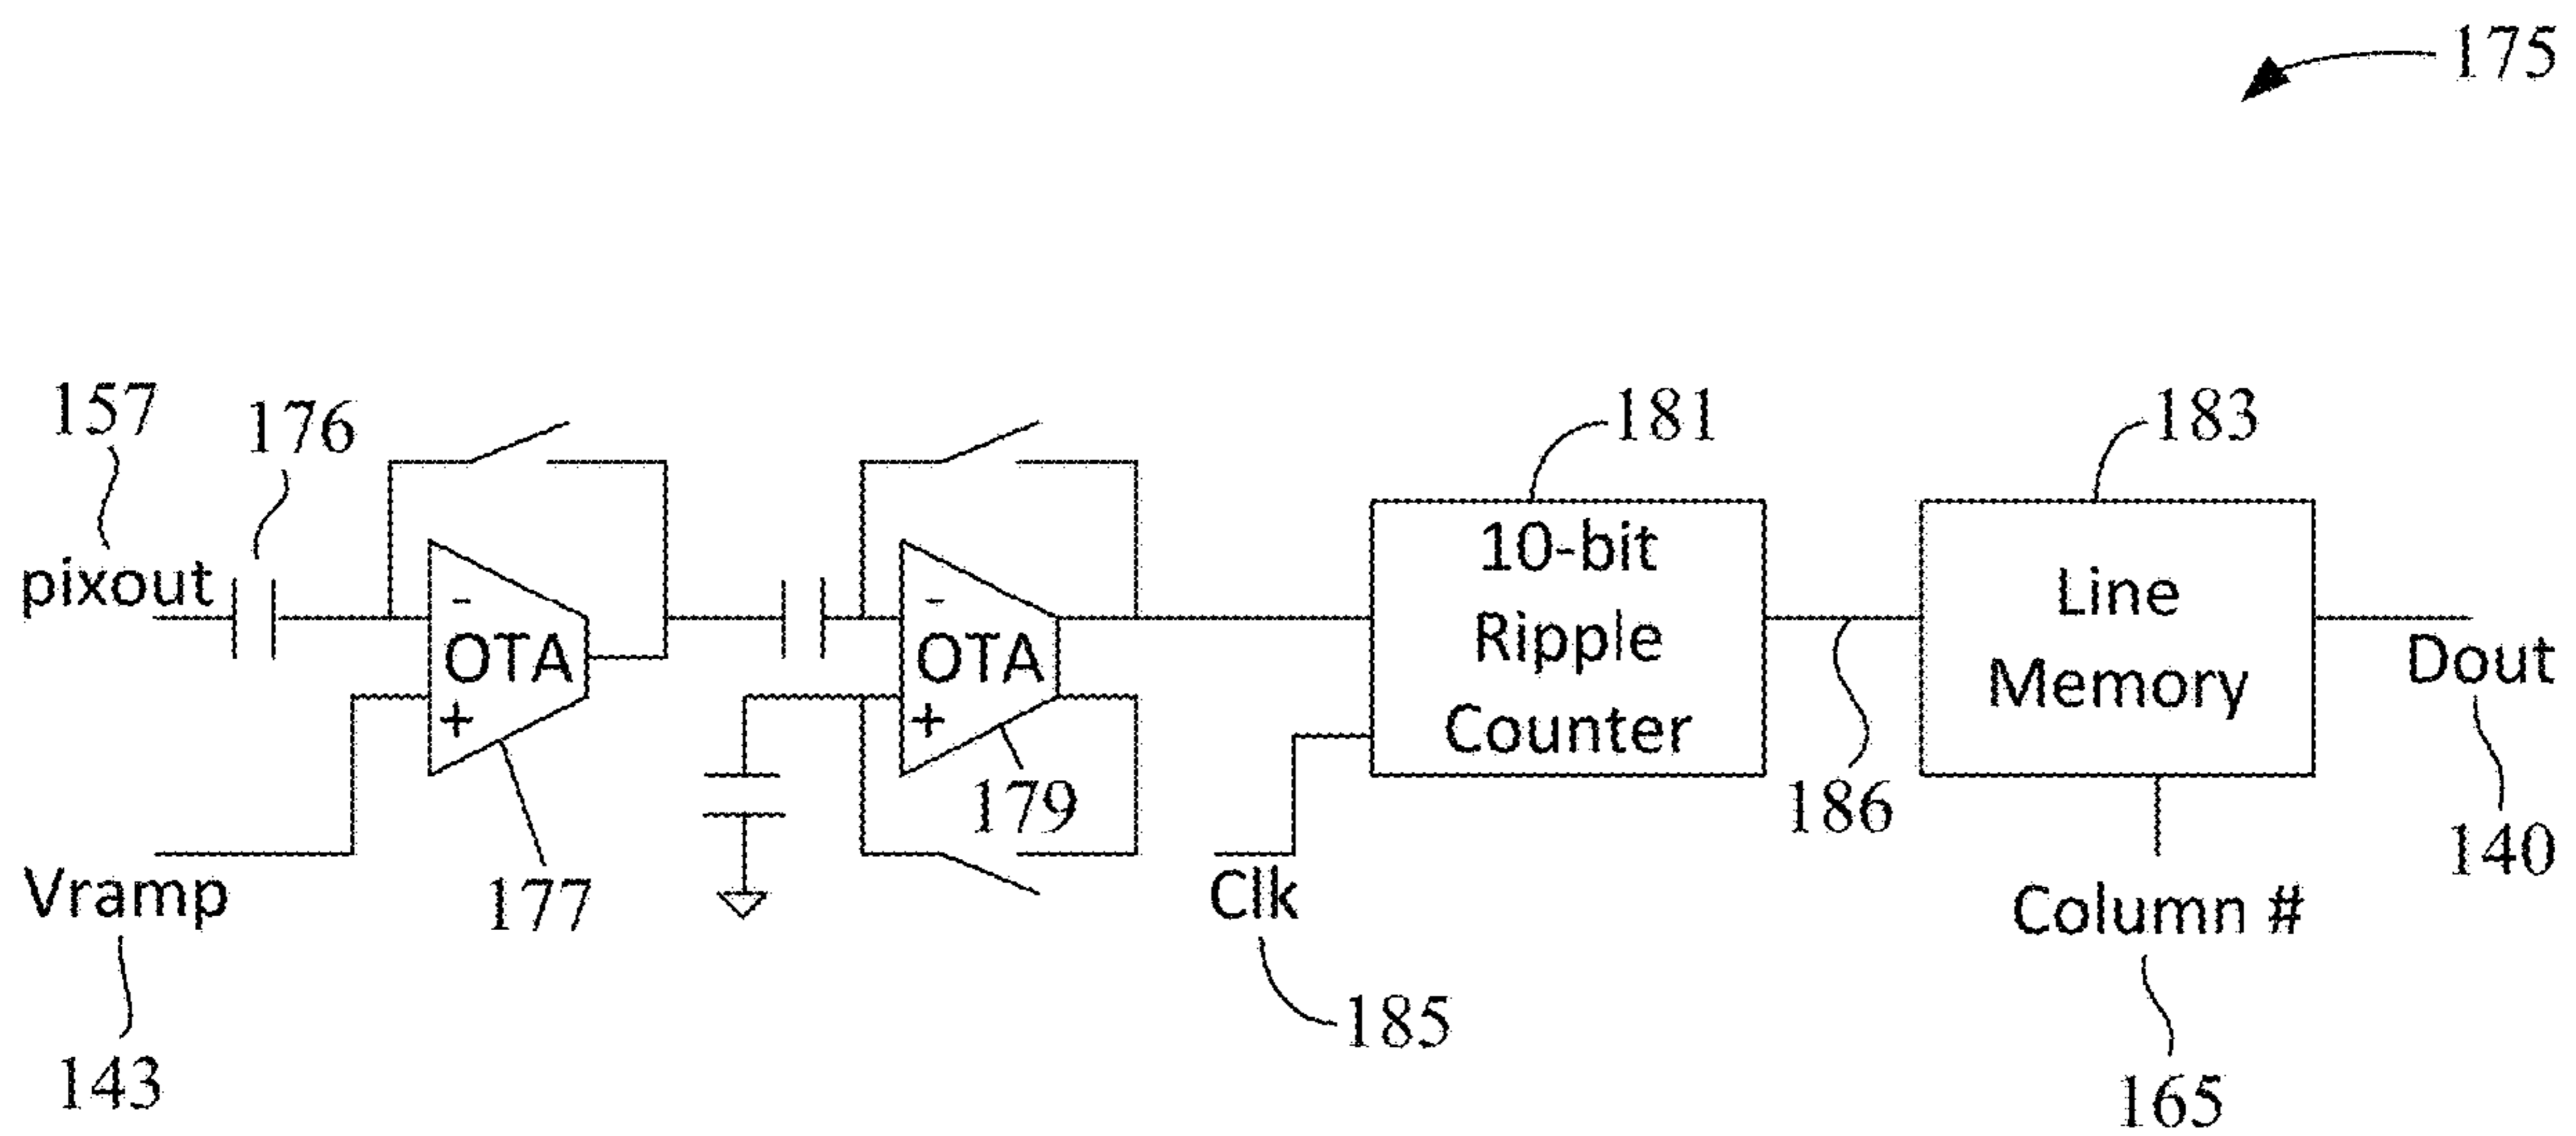 175
157
176
181
183
pixout
-
OTA
+
-
OTA
+
10-bit
Ripple
Counter
Line
Memory
Dout
177
179
186
140
Vramp
Clk
Column #
143
185
165